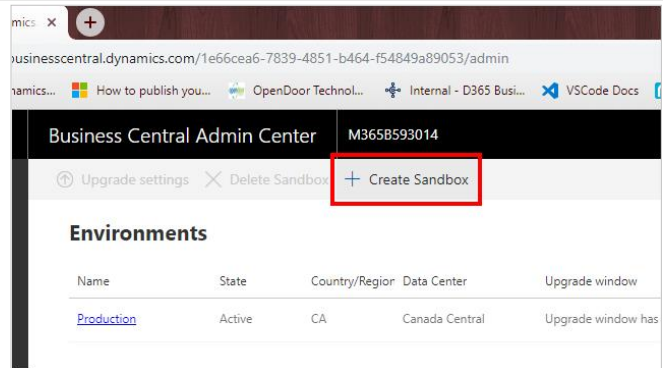 mics
businesscentral.dynamics.com/1e66cea6-7839-4851-b464-f54849a89053/admin
namics... How to publish you... OpenDoor Technol... Internal - D365 Busi... VSCode Docs
Business Central Admin Center M365B593014
Upgrade settings Delete Sandbox + Create Sandbox
Environments
Name State Country/Region Data Center Upgrade window
Production Active CA Canada Central Upgrade window has